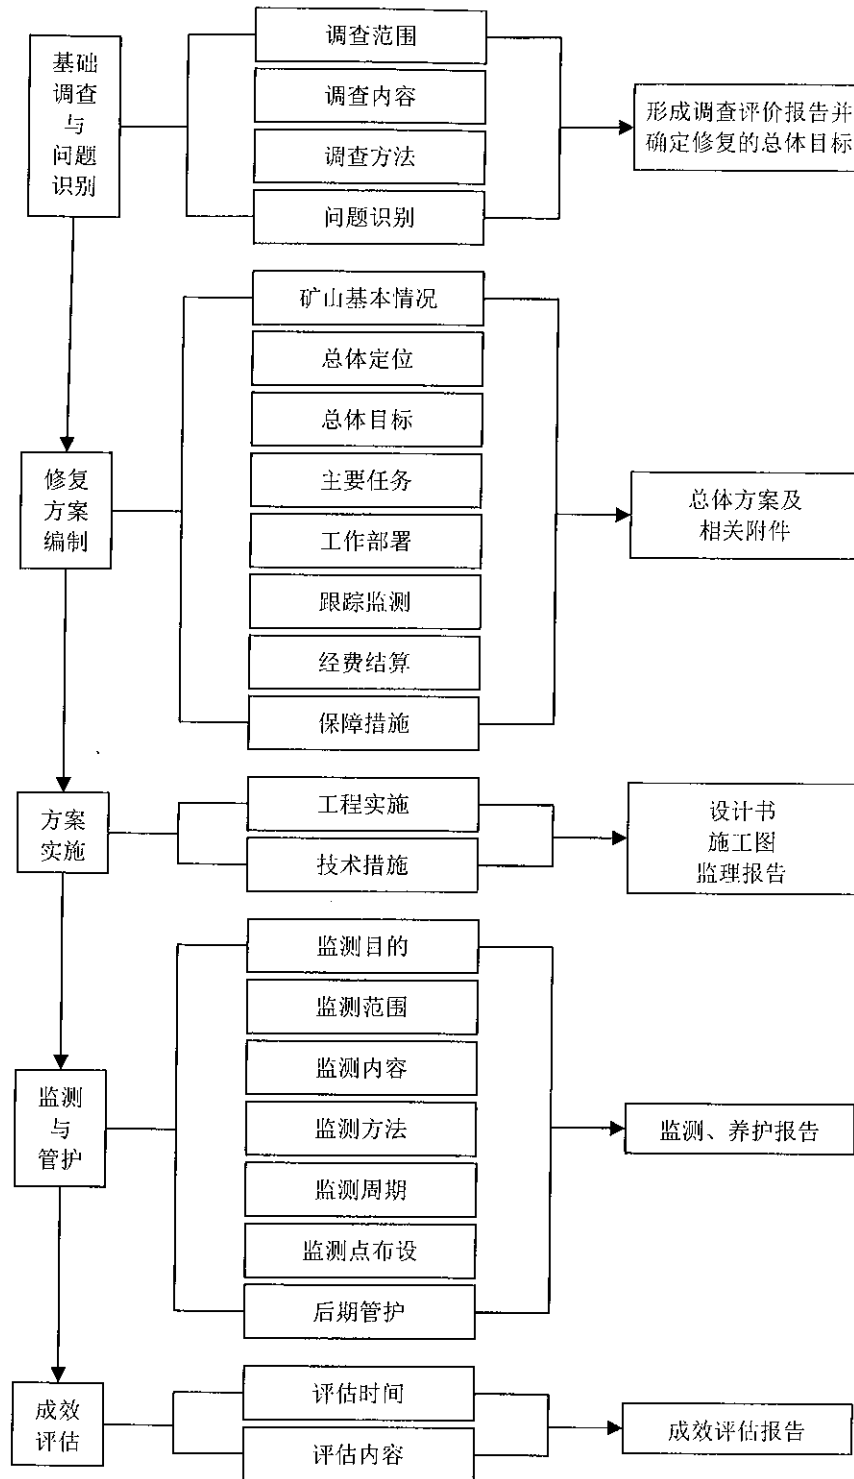 基础
调查
与
问题
识别
调查范围
调查内容
调查方法
问题识别
形成调查评价报告并
确定修复的总体目标
修复
方案
编制
矿山基本情况
总体定位
总体目标
主要任务
工作部署
跟踪监测
经费结算
保障措施
总体方案及
相关附件
方案
实施
工程实施
技术措施
设计书
施工图
监理报告
监测
与
管护
监测目的
监测范围
监测内容
监测方法
监测周期
监测点布设
后期管护
监测、养护报告
成效
评估
评估时间
评估内容
成效评估报告